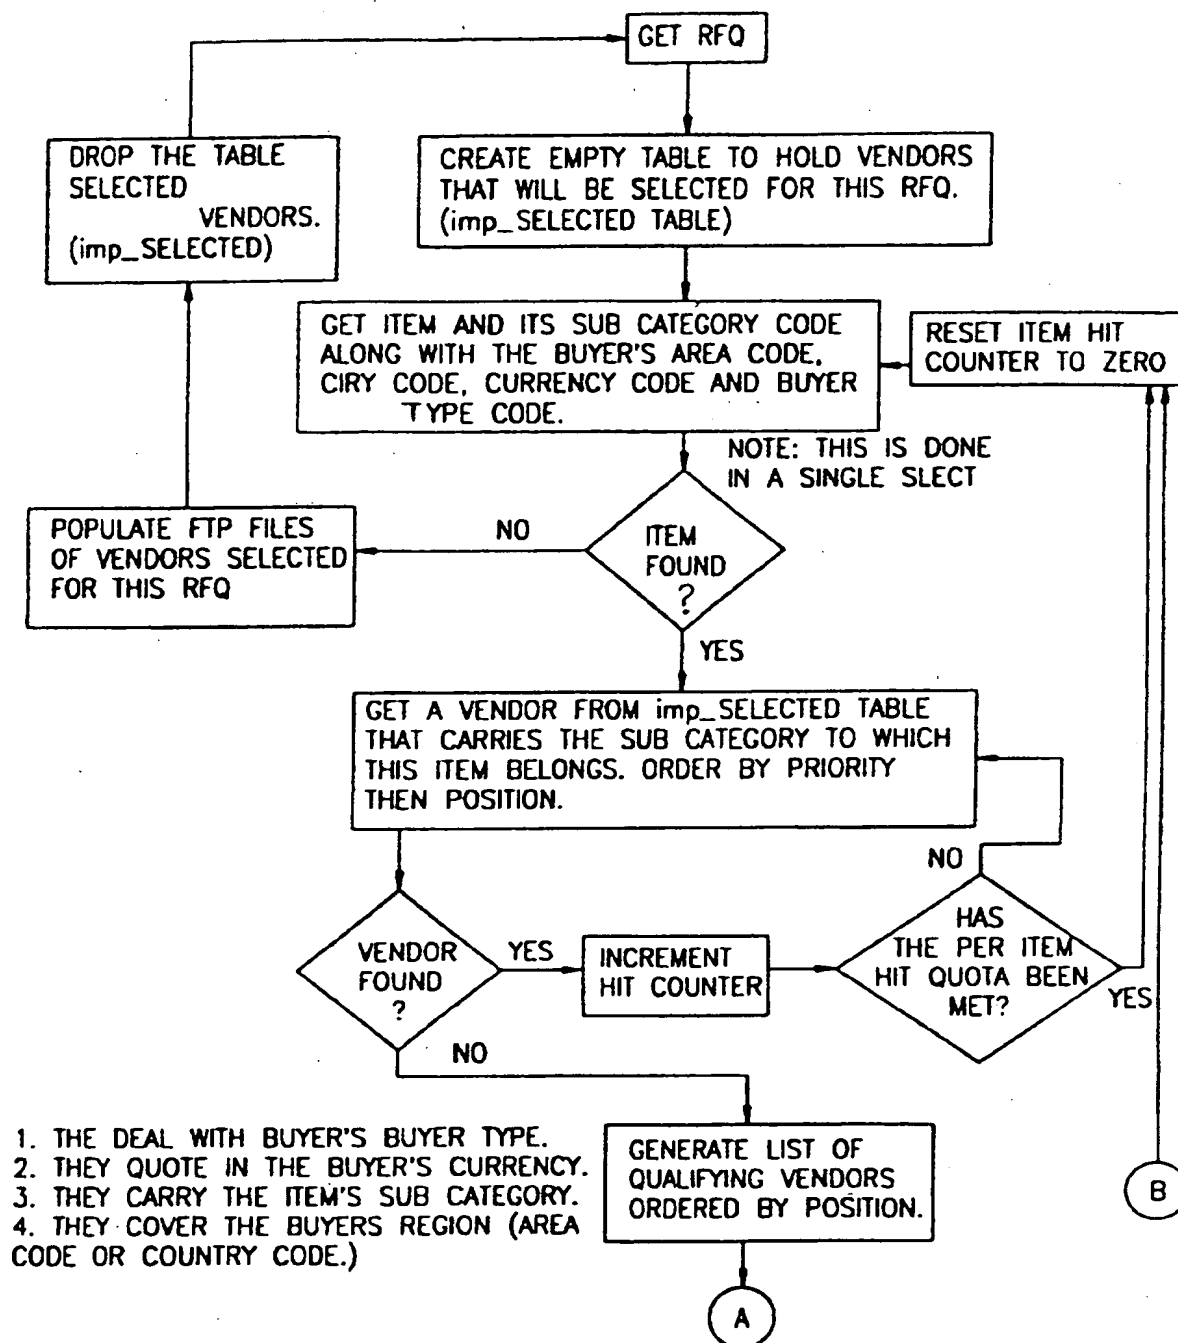 GET RFQ
DROP THE TABLE
SELECTED
VENDORS.
(imp_SELECTED)
CREATE EMPTY TABLE TO HOLD VENDORS
THAT WILL BE SELECTED FOR THIS RFQ.
(imp_SELECTED TABLE)
GET ITEM AND ITS SUB CATEGORY CODE
ALONG WITH THE BUYER'S AREA CODE,
CIRY CODE, CURRENCY CODE AND BUYER
TYPE CODE.
RESET ITEM HIT
COUNTER TO ZERO
NOTE: THIS IS DONE
IN A SINGLE SLECT
POPULATE FTP FILES
OF VENDORS SELECTED
FOR THIS RFQ
NO
ITEM
FOUND
?
YES
GET A VENDOR FROM imp_SELECTED TABLE
THAT CARRIES THE SUB CATEGORY TO WHICH
THIS ITEM BELONGS. ORDER BY PRIORITY
THEN POSITION.
NO
VENDOR
FOUND
?
YES
INCREMENT
HIT COUNTER
HAS
THE PER ITEM
HIT QUOTA BEEN
MET?
YES
NO
1. THE DEAL WITH BUYER'S BUYER TYPE.
2. THEY QUOTE IN THE BUYER'S CURRENCY.
3. THEY CARRY THE ITEM'S SUB CATEGORY.
4. THEY COVER THE BUYERS REGION (AREA
CODE OR COUNTRY CODE.)
GENERATE LIST OF
QUALIFYING VENDORS
ORDERED BY POSITION.
B
A